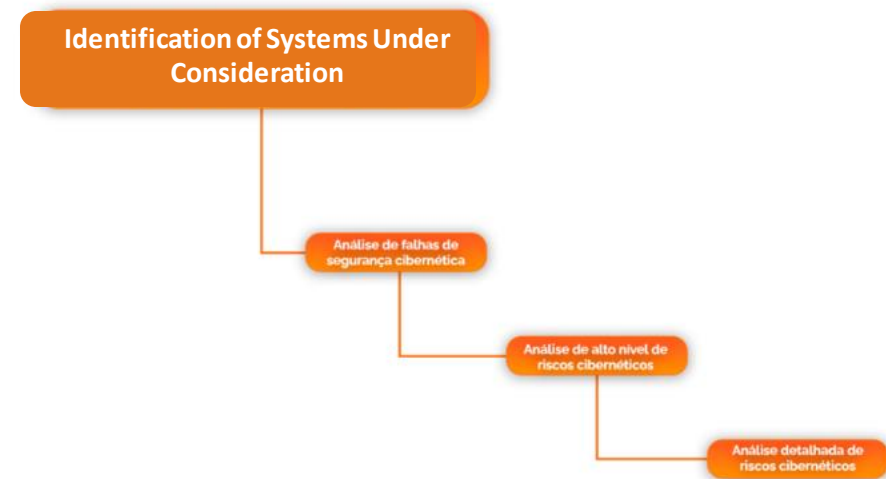 Identification of Systems Under
Consideration
Análise de falhas de
segurança cibernética
Análise de alto nível de
riscos cibernéticos
Análise detalhada de
riscos cibernéticos